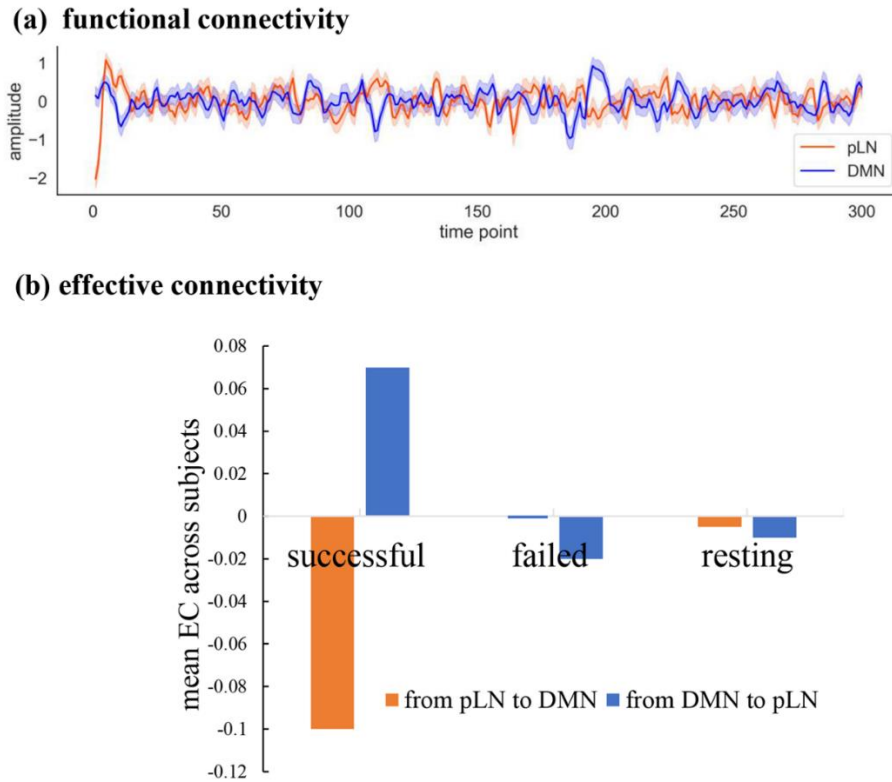 (a) functional connectivity
amplitude
1
0
−1
−2
pLN
DMN
0 50 100 150 200 250 300
time point
(b) effective connectivity
mean EC across subjects
0.08
0.06
0.04
0.02
0
-0.02
-0.04
-0.06
-0.08
-0.1
-0.12
successful failed resting
from pLN to DMN from DMN to pLN